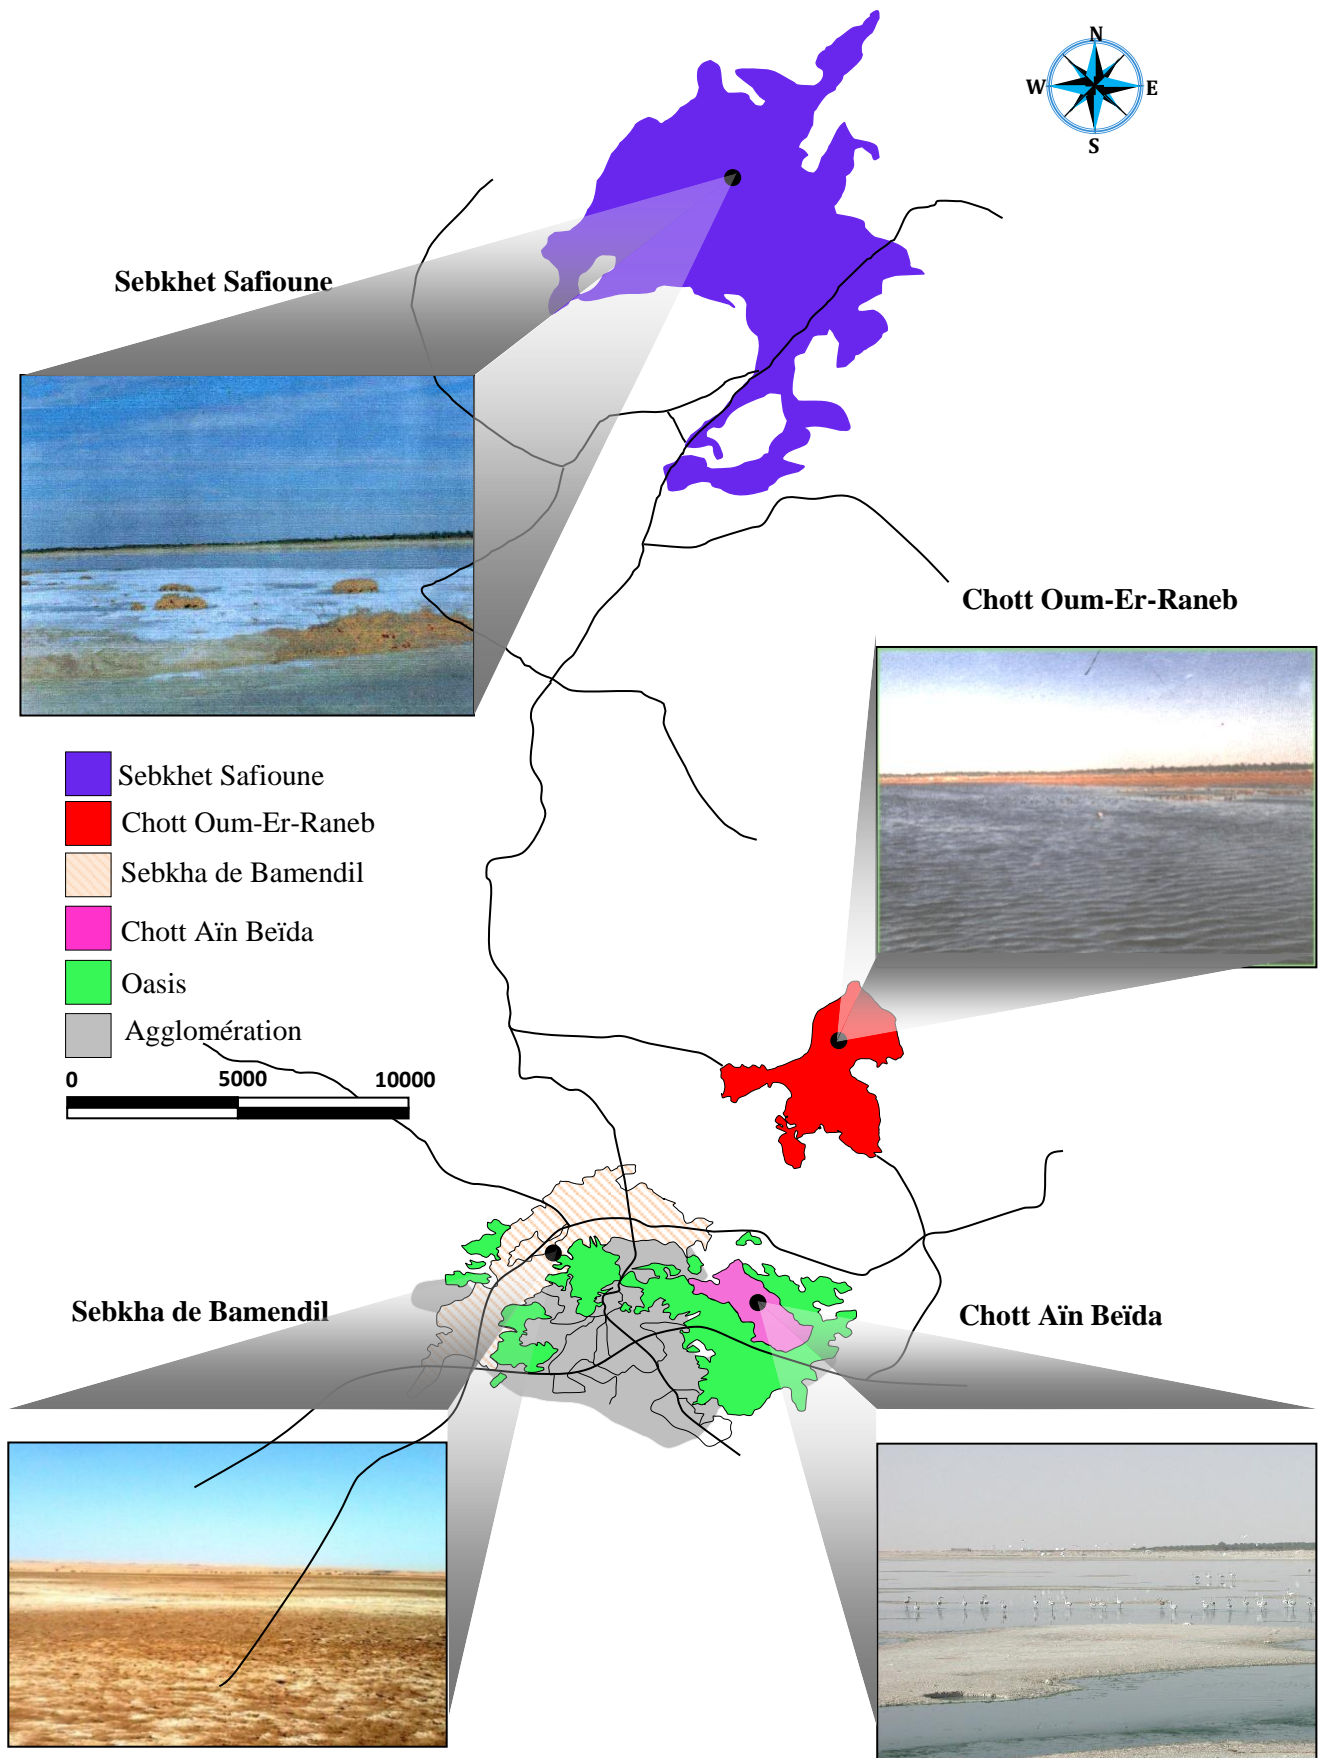 N
W
E
S
Sebkhet Safioune
Chott Oum-Er-Raneb
Sebkhet Safioune
Chott Oum-Er-Raneb
Sebkha de Bamendil
Chott Aïn Beïda
Oasis
Agglomération
0 5000 10000
Sebkha de Bamendil
Chott Aïn Beïda